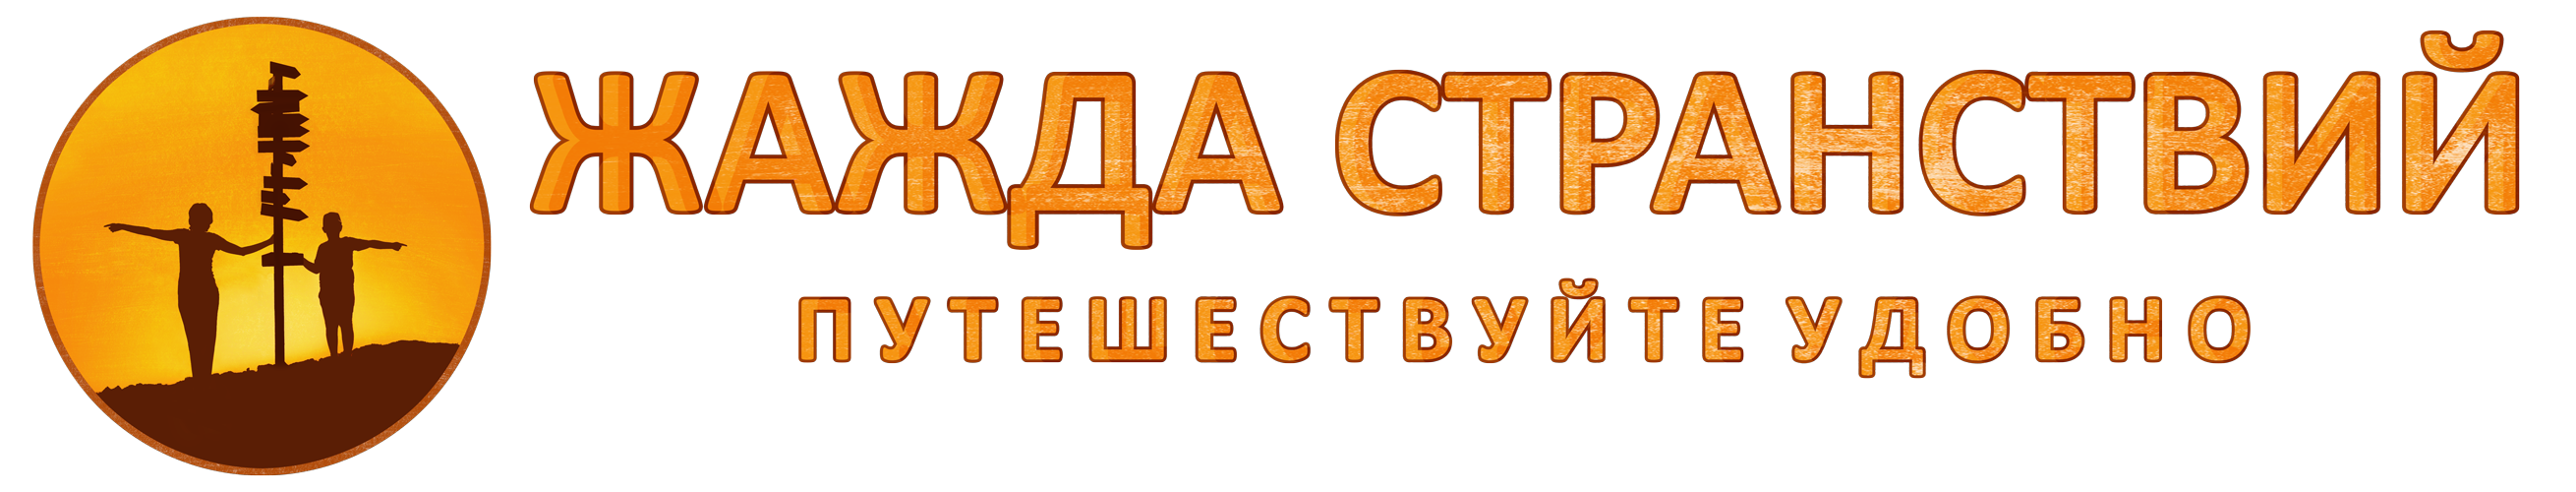 ЖАЖДА СТРАНСТВИЙ
ПУТЕШЕСТВУЙТЕ УДОБНО